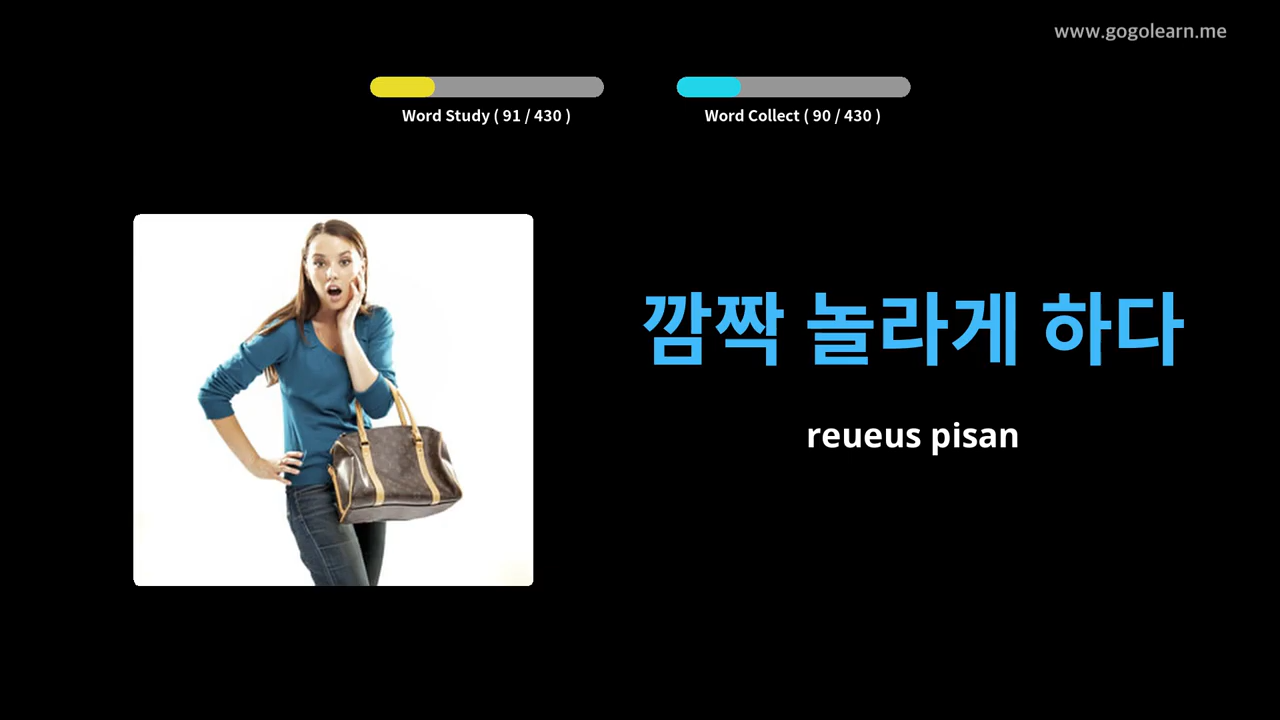 www.gogolearn.me
Word Study ( 91 / 430 )
Word Collect ( 90 / 430 )
깜짝 놀라게 하다
reueus pisan